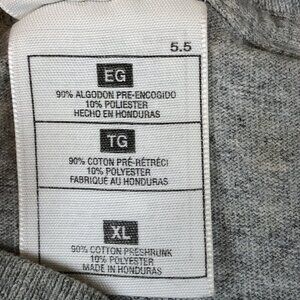 5.5
EG
90% ALGODON PRE-ENCOGIDO
10% POLIESTER
HECHO EN HONDURAS
TG
90% COTON PRÉ-RÉTRÉCI
10% POLYESTER
FABRIQUÉ AU HONDURAS
XL
90% COTTON PRESHRUNK
10% POLYESTER
MADE IN HONDURAS